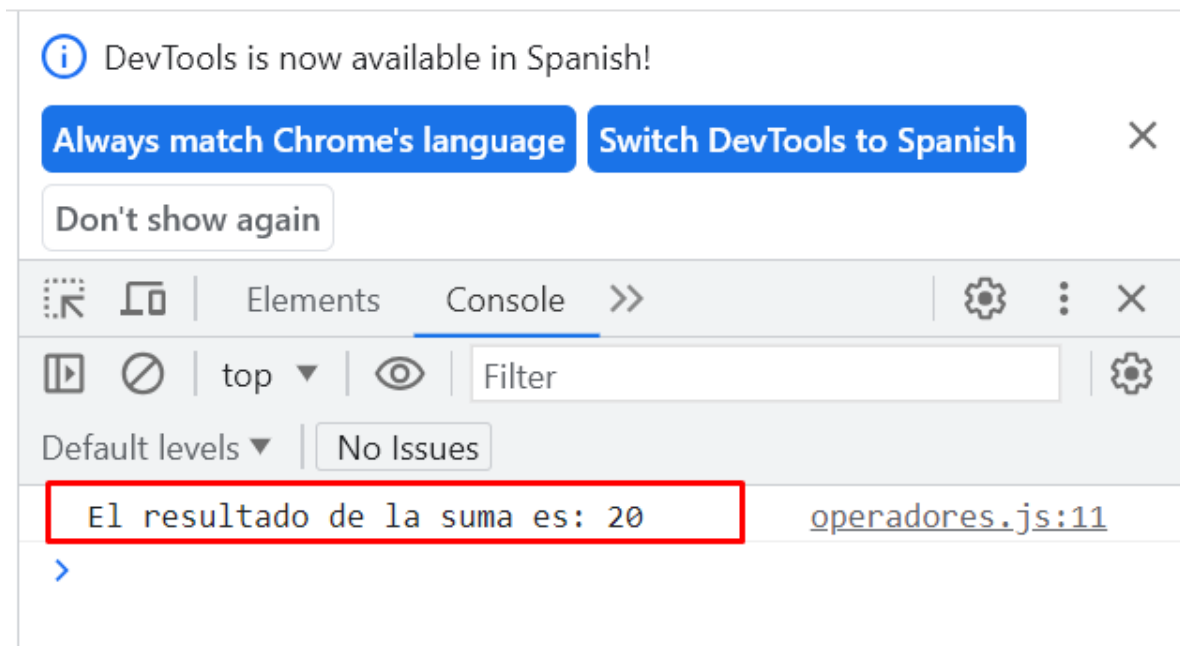 DevTools is now available in Spanish!
Always match Chrome's language Switch DevTools to Spanish
Don't show again
Elements Console
top Filter
Default levels No Issues
El resultado de la suma es: 20 operadores.js:11